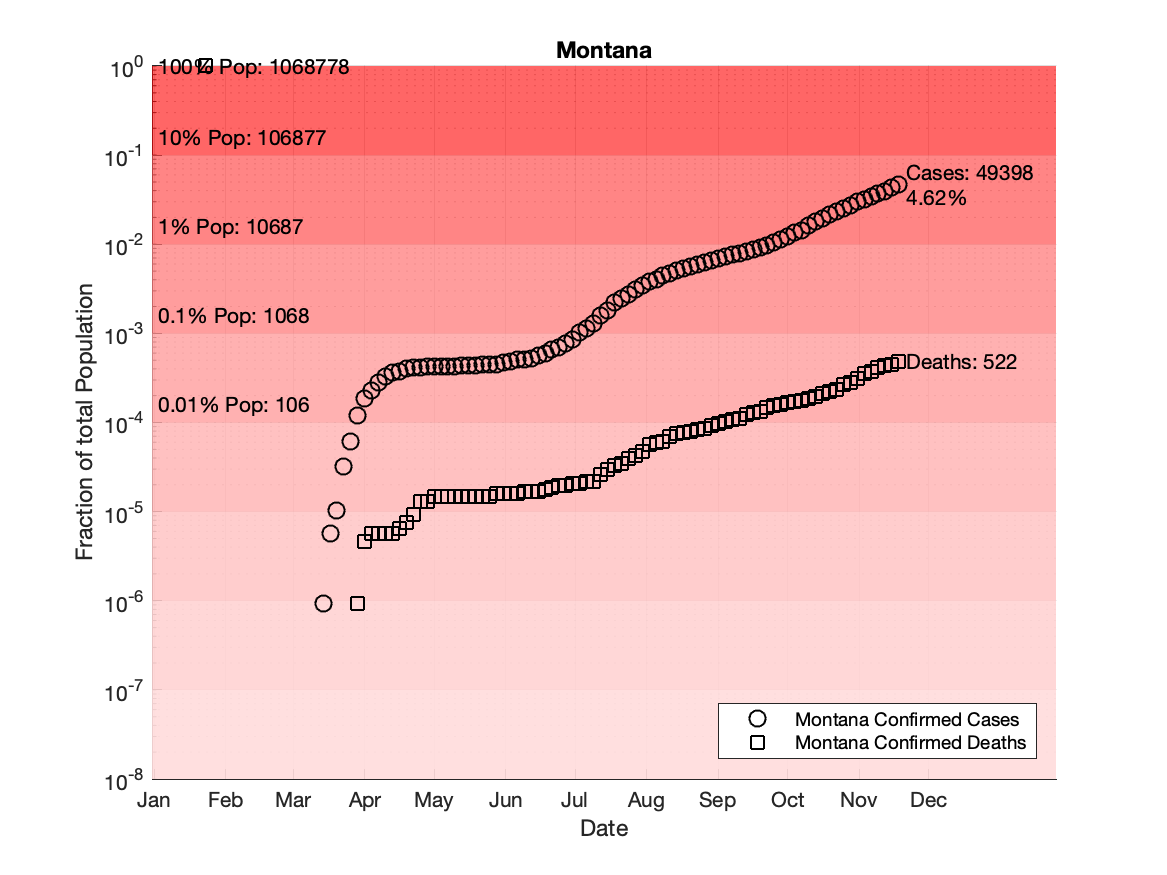 Montana
10^0
10^-1
10^-2
10^-3
10^-4
10^-5
10^-6
10^-7
10^-8
Fraction of total Population
100% Pop: 1068778
10% Pop: 106877
1% Pop: 10687
0.1% Pop: 1068
0.01% Pop: 106
Cases: 49398
4.62%
Deaths: 522
Montana Confirmed Cases
Montana Confirmed Deaths
Jan Feb Mar Apr May Jun Jul Aug Sep Oct Nov Dec
Date